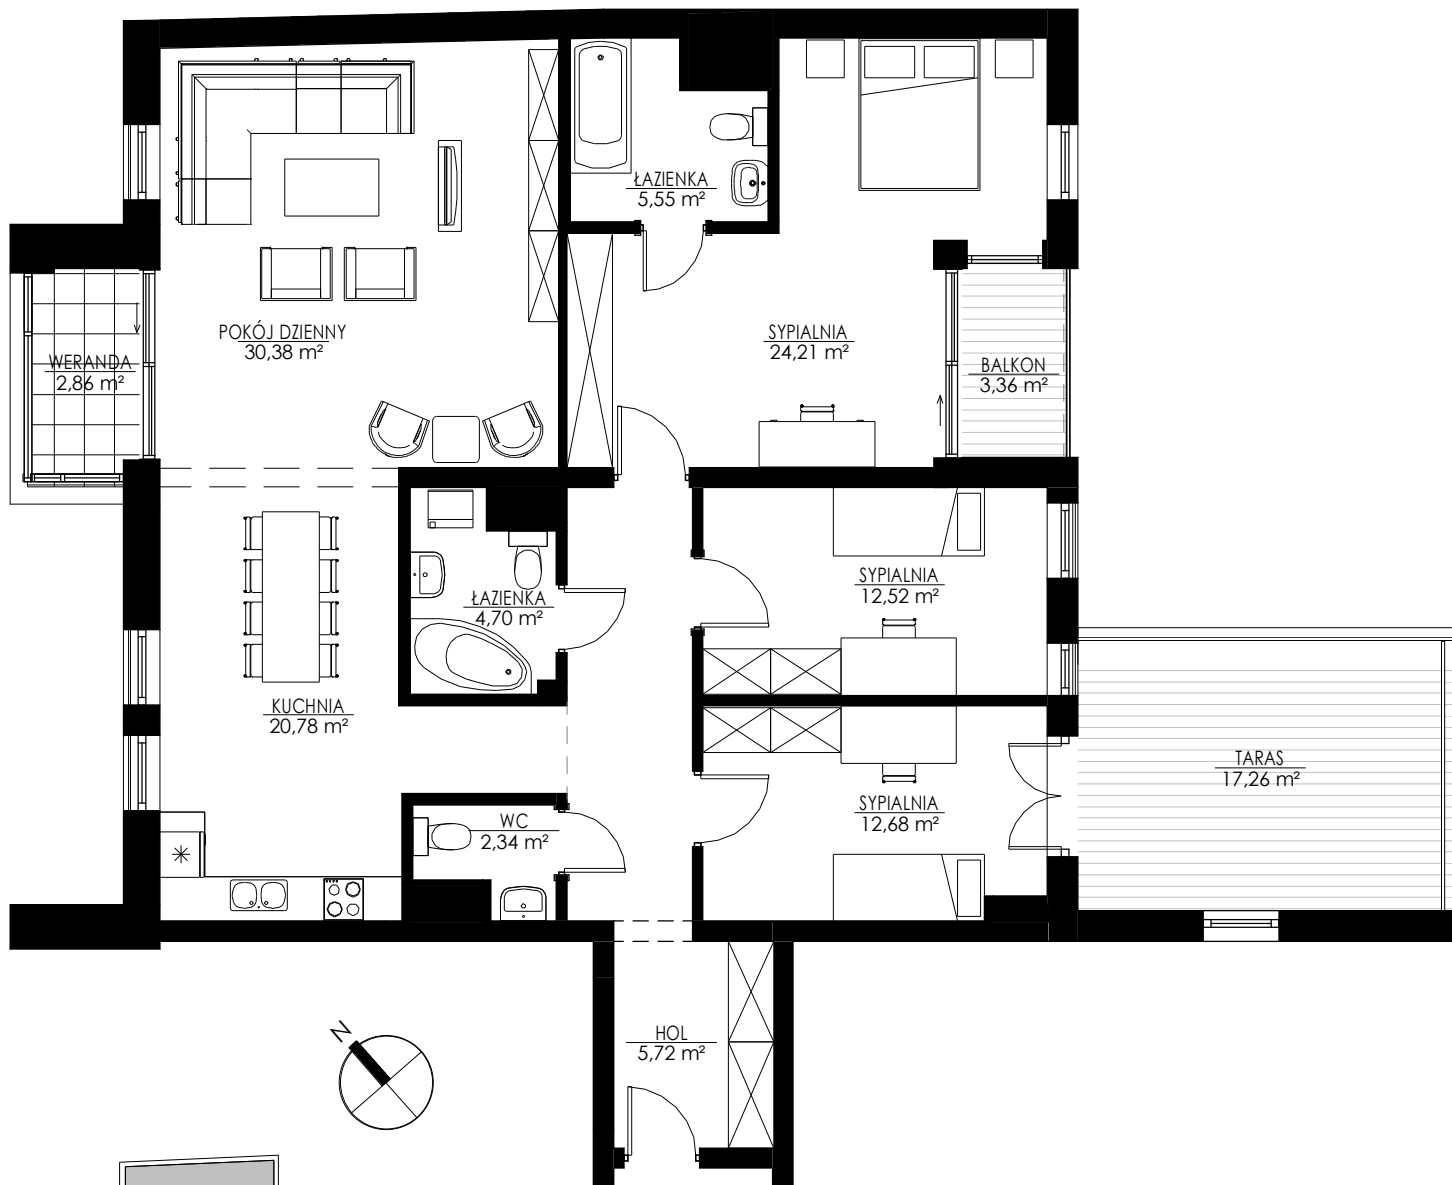 ŁAZIENKA
5,55 m²
POKÓJ DZIENNY
30,38 m²
SYPIALNIA
24,21 m²
WERANDA
2,86 m²
BALKON
3,36 m²
SYPIALNIA
12,52 m²
ŁAZIENKA
4,70 m²
KUCHNIA
20,78 m²
TARAS
17,26 m²
SYPIALNIA
12,68 m²
WC
2,34 m²
HOL
5,72 m²
N